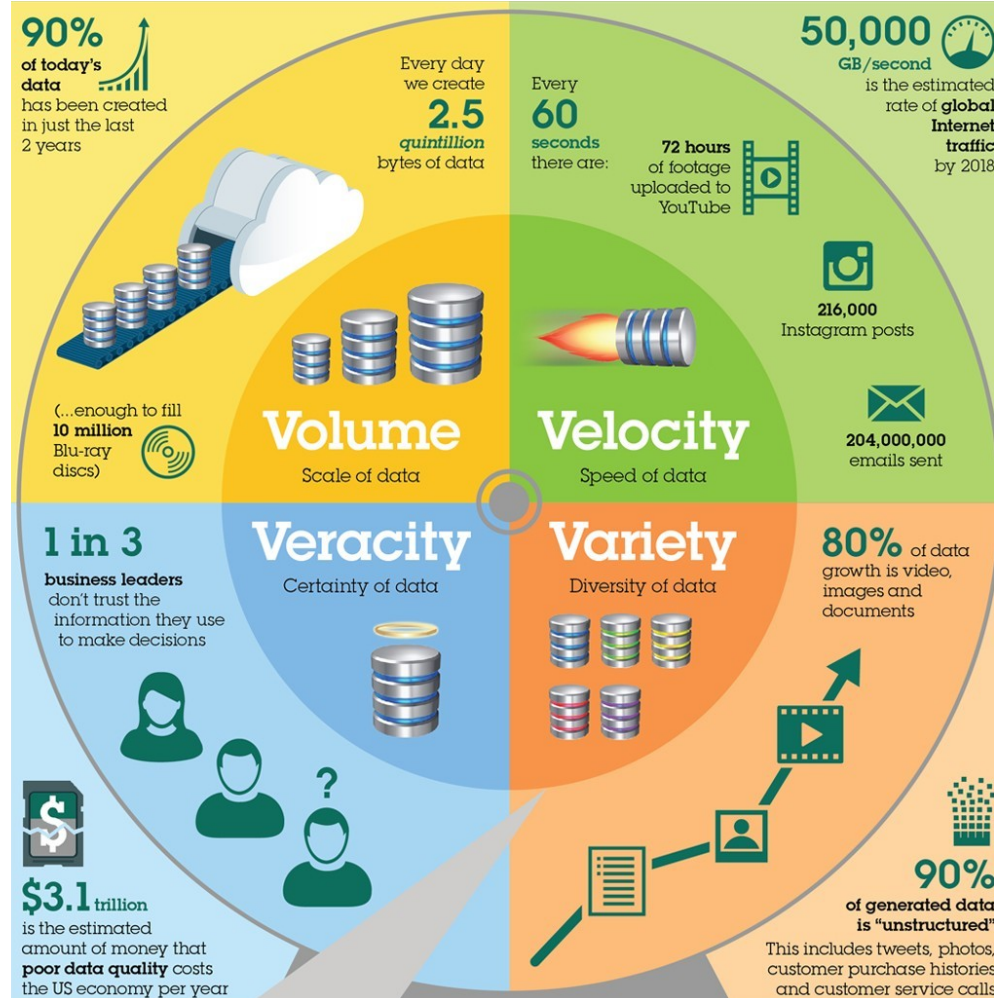 90%
of today's
data
has been created
in just the last
2 years
Every day
we create
2.5
quintillion
bytes of data
(...enough to fill
10 million
Blu-ray
discs)
Volume
Scale of data
Every
60
seconds
there are:
72 hours
of footage
uploaded to
YouTube
50,000
GB/second
is the estimated
rate of global
Internet
traffic
by 2018
216,000
Instagram posts
204,000,000
emails sent
Velocity
Speed of data
Veracity
Certainty of data
1 in 3
business leaders
don't trust the
information they use
to make decisions
?
$
$3.1 trillion
is the estimated
amount of money that
poor data quality costs
the US economy per year
Variety
Diversity of data
80% of data
growth is video,
images and
documents
90%
of generated data
is "unstructured"
This includes tweets, photos,
customer purchase histories
and customer service calls